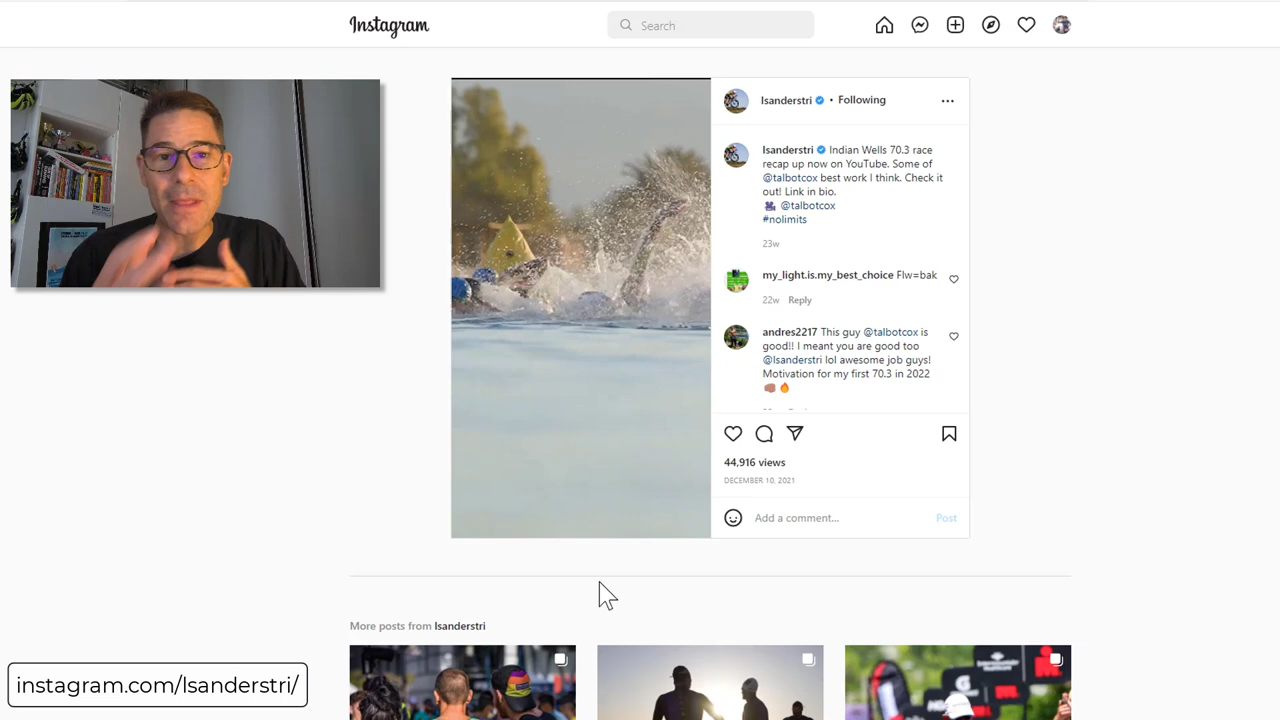 Instagram
Search
lsanderstri • Following
lsanderstri Indian Wells 70.3 race
recap up now on YouTube. Some of
@talbotcox best work I think. Check it
out! Link in bio.
@talbotcox
#nolimits
23w
my_light.is.my_best_choice Flw=bak
22w Reply
andres2217 This guy @talbotcox is
good!! I meant you are good too
@lsanderstri lol awesome job guys!
Motivation for my first 70.3 in 2022
44,916 views
DECEMBER 10, 2021
Add a comment...
Post
More posts from lsanderstri
instagram.com/lsanderstri/